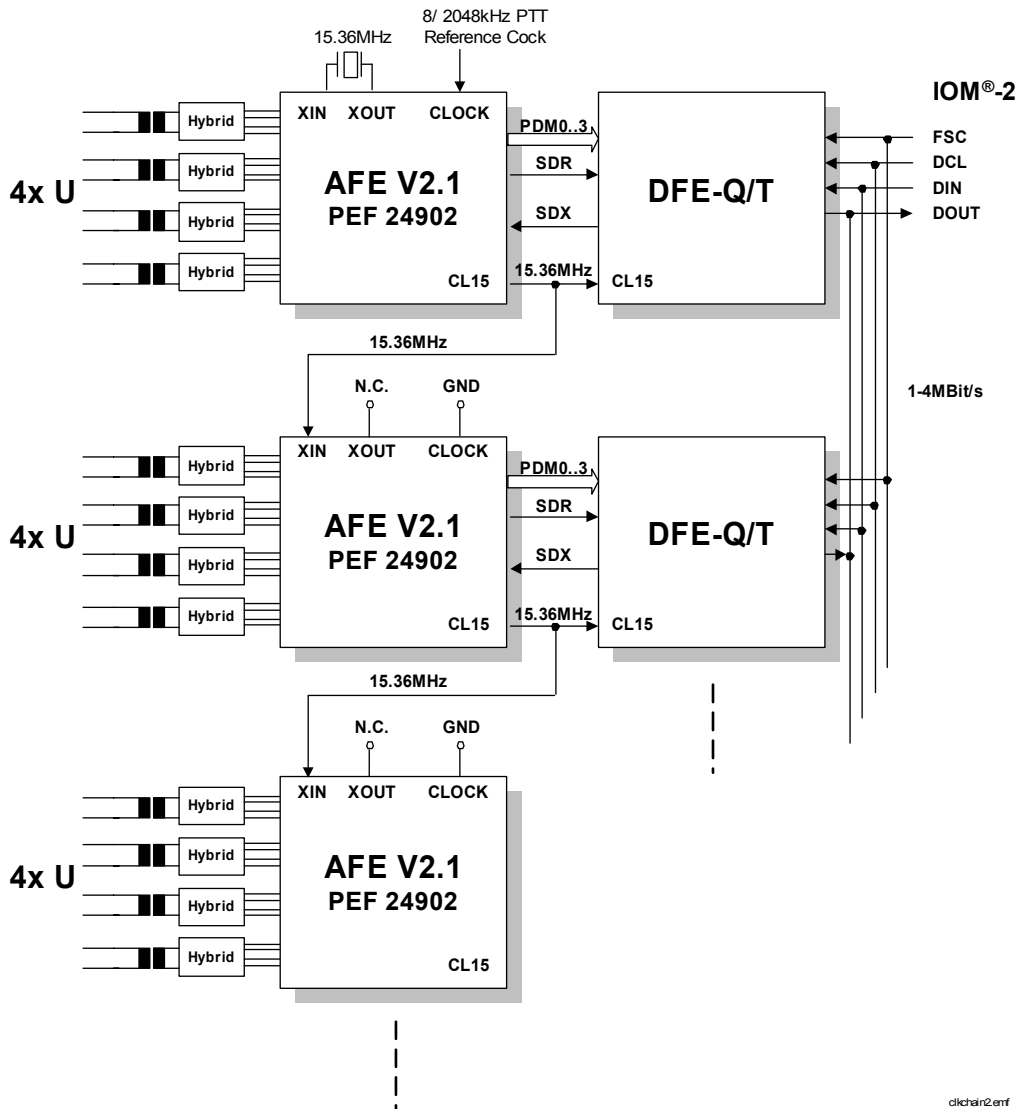 8/ 2048kHz PTT
Reference Cock
15.36MHz
IOM®-2
XIN XOUT CLOCK
Hybrid
PDM0..3
FSC
Hybrid
SDR
DCL
4x U
AFE V2.1
DFE-Q/T
DIN
PEF 24902
Hybrid
SDX
DOUT
Hybrid
CL15
15.36MHz
CL15
15.36MHz
N.C.
GND
1-4MBit/s
XIN XOUT CLOCK
Hybrid
PDM0..3
Hybrid
SDR
4x U
AFE V2.1
DFE-Q/T
PEF 24902
Hybrid
SDX
Hybrid
CL15
15.36MHz
CL15
15.36MHz
N.C.
GND
XIN XOUT CLOCK
Hybrid
Hybrid
4x U
AFE V2.1
PEF 24902
Hybrid
Hybrid
CL15
clkchain2.emf